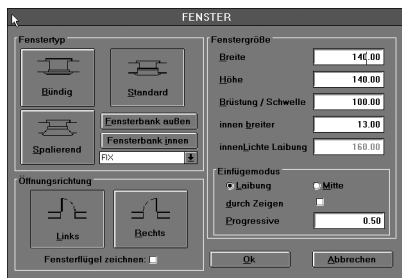 FENSTER
Fenstertyp
Bündig
Standard
Spalierend
Fensterbank außen
Fensterbank innen
FIX
Öffnungsrichtung
Links
Rechts
Fensterflügel zeichnen:
Fenstergröße
Breite 140.00
Höhe 140.00
Brüstung / Schwelle 100.00
innen breiter 13.00
innenLichte Laibung 160.00
Einfügemodus
Laibung Mitte
durch Zeigen
Progressive 0.50
Ok Abbrechen